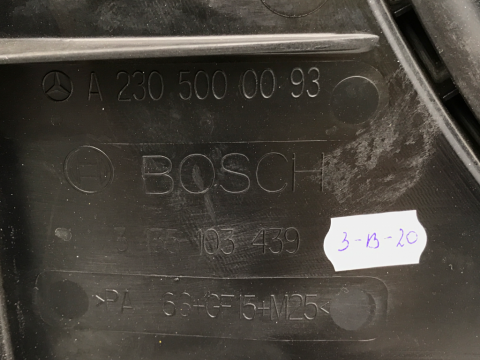 A 230 500 00 93
BOSCH
103 439
3-B-20
>PA 66+GF15+M25<